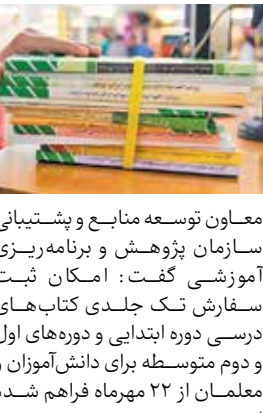 معاون توسعه منابع و پشتیبانی
سازمان پژوهش و برنامه‌ریزی
آموزشی گفت: امکان ثبت
سفارش تک جلدی کتاب‌های
درسی دوره ابتدایی و دوره‌های اول
و دوم متوسطه برای دانش‌آموزان و
معلمان از ۲۲ مهرماه فراهم شده